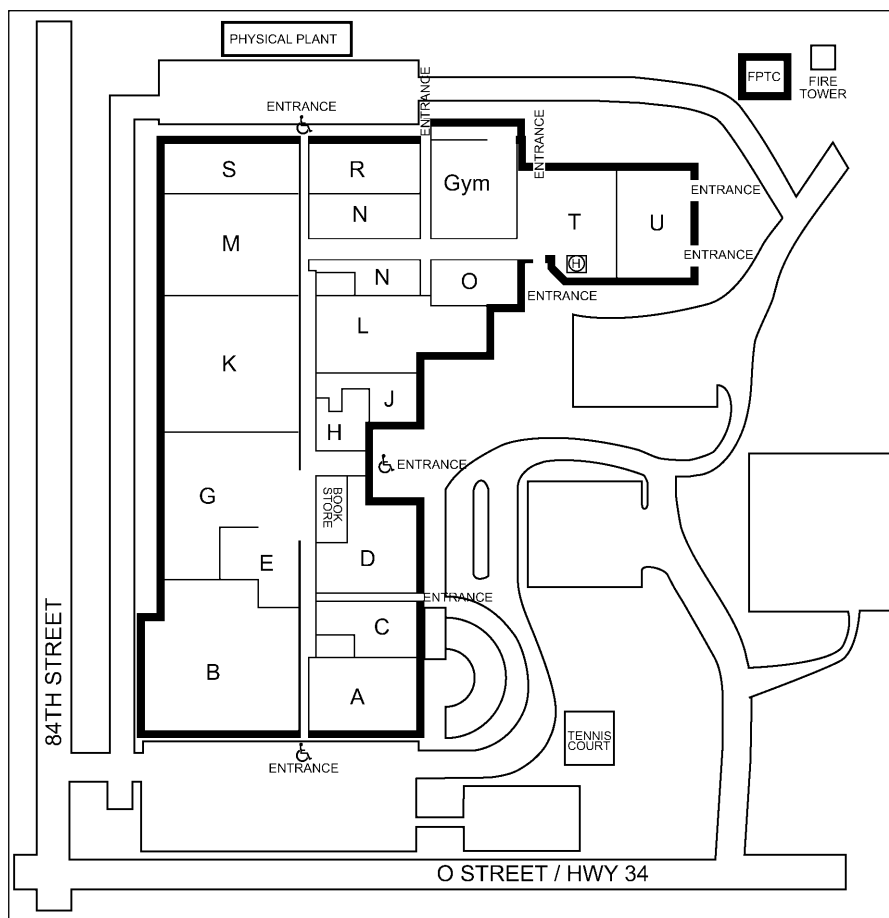 PHYSICAL PLANT
FPTC
FIRE
TOWER
ENTRANCE
ENTRANCE
ENTRANCE
S
R
Gym
ENTRANCE
N
T
U
M
ENTRANCE
H
N
O
ENTRANCE
L
K
J
H
ENTRANCE
G
BOOK
STORE
E
D
ENTRANCE
C
B
A
84TH STREET
TENNIS
COURT
ENTRANCE
O STREET / HWY 34